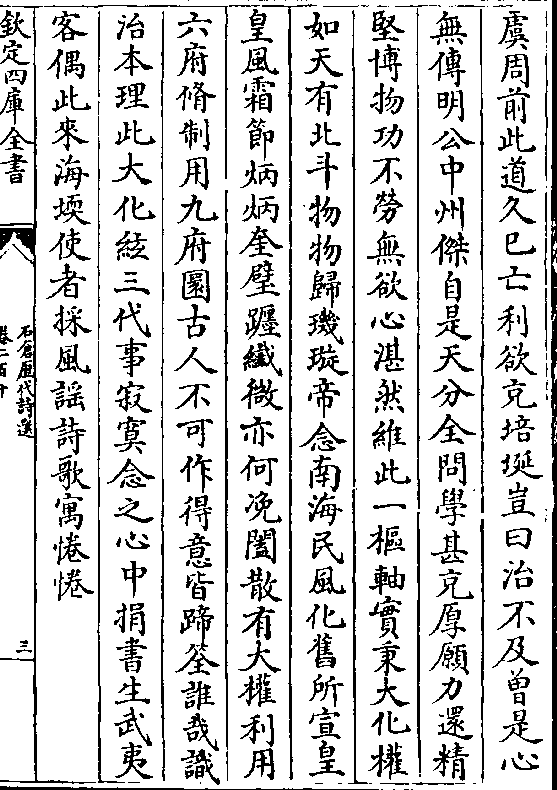 虞周前此道久已亡利欲克培埏豈曰治不及曽是心
無傳明公中州傑自是天分全問學甚克厚願力還精
堅博物功不勞無欲心湛然維此一樞軸實秉大化權
如天有北斗物物歸璣璇帝念南海民風化舊所宣皇
皇風霜節炳炳奎璧躔纖微亦何凂闔散有大權利用
六府脩制用九府圜古人不可作得意皆蹄筌誰哉識
治本理此大化絃三代事寂寞念之心中捐書生武夷
客偶此來海堧使者採風謡詩歌寓惓惓
欽定四庫全書
石倉歷代詩選
卷二百十
三